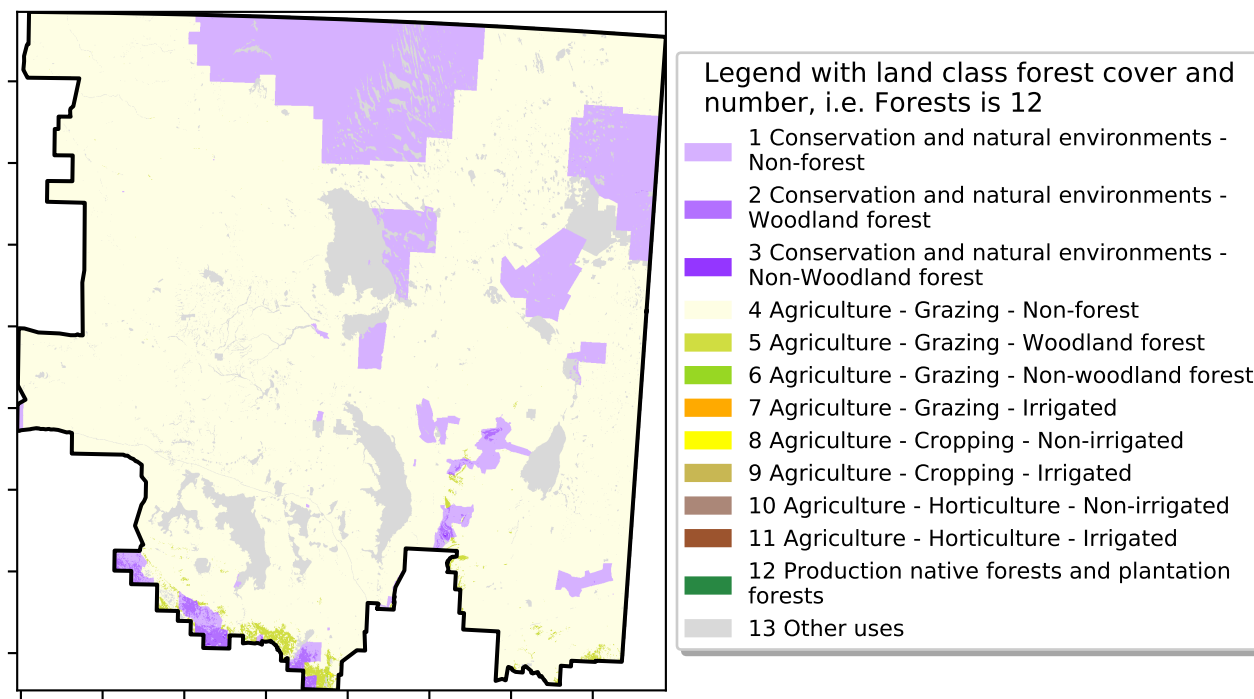 Legend with land class forest cover and
number, i.e. Forests is 12
1 Conservation and natural environments -
Non-forest
2 Conservation and natural environments -
Woodland forest
3 Conservation and natural environments -
Non-Woodland forest
4 Agriculture - Grazing - Non-forest
5 Agriculture - Grazing - Woodland forest
6 Agriculture - Grazing - Non-woodland forest
7 Agriculture - Grazing - Irrigated
8 Agriculture - Cropping - Non-irrigated
9 Agriculture - Cropping - Irrigated
10 Agriculture - Horticulture - Non-irrigated
11 Agriculture - Horticulture - Irrigated
12 Production native forests and plantation
forests
13 Other uses